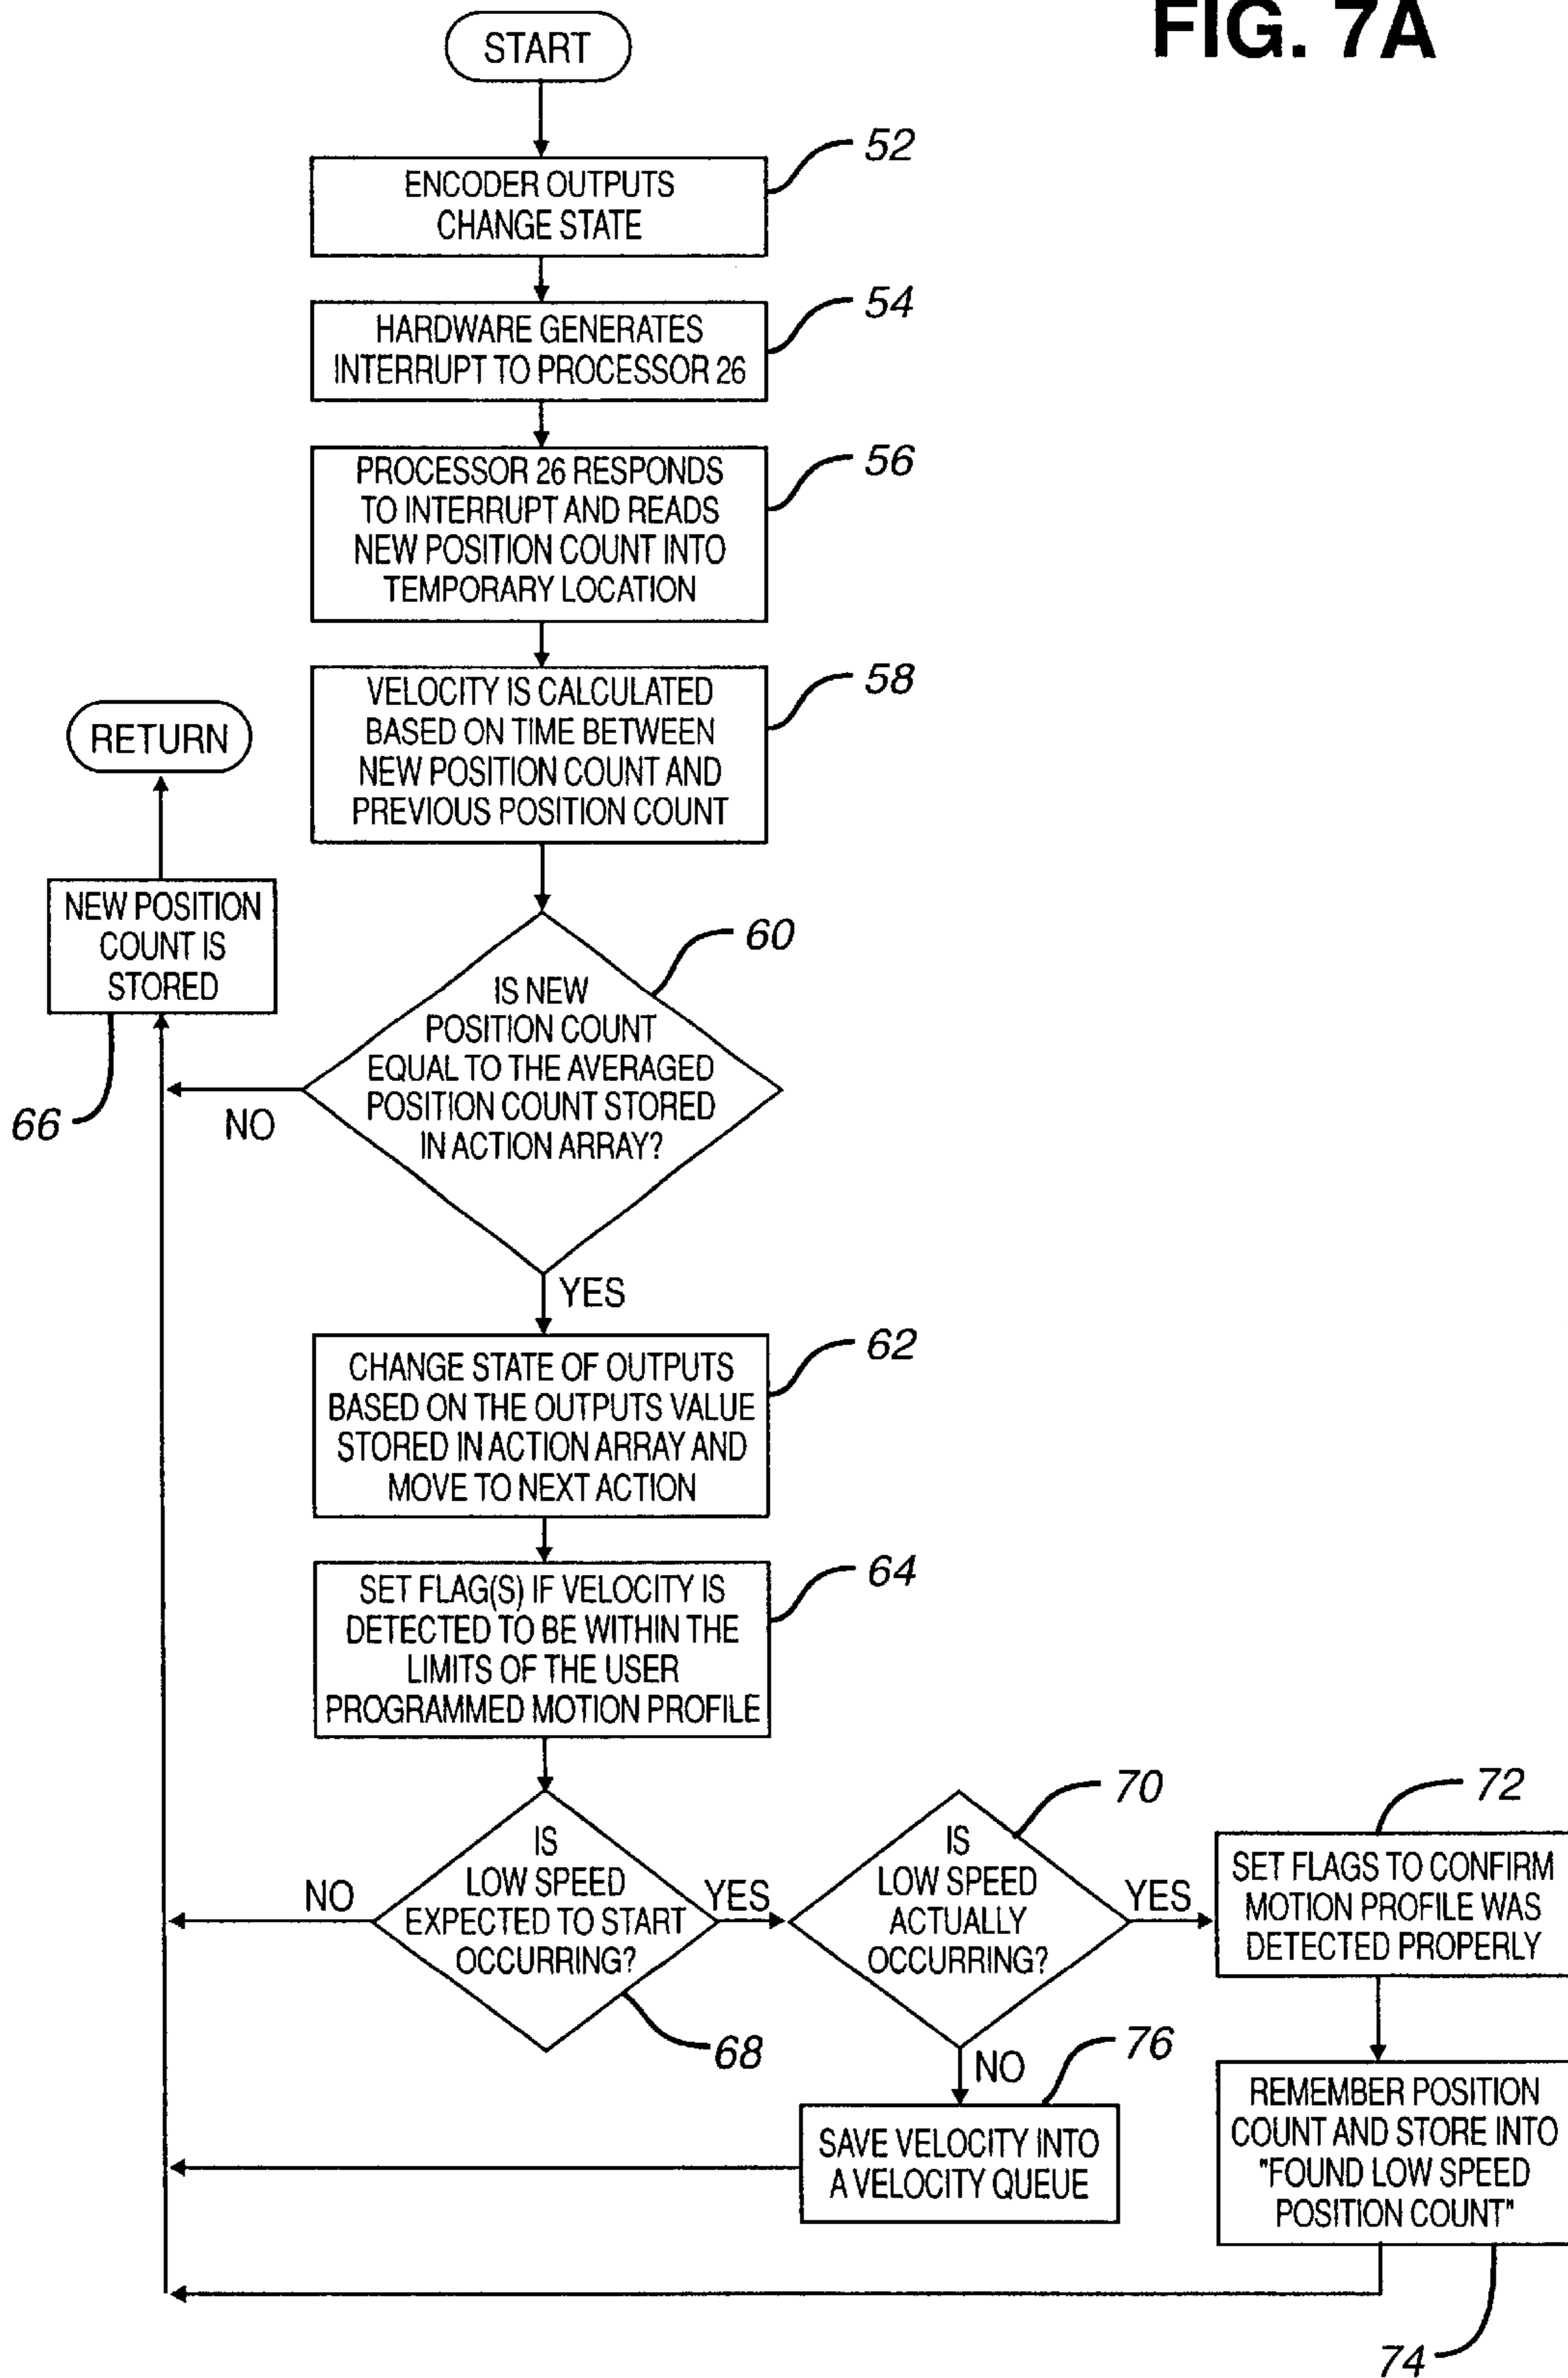 FIG. 7A
START
52
ENCODER OUTPUTS
CHANGE STATE
54
HARDWARE GENERATES
INTERRUPT TO PROCESSOR 26
56
PROCESSOR 26 RESPONDS
TO INTERRUPT AND READS
NEW POSITION COUNT INTO
TEMPORARY LOCATION
58
VELOCITY IS CALCULATED
BASED ON TIME BETWEEN
NEW POSITION COUNT AND
PREVIOUS POSITION COUNT
RETURN
NEW POSITION
COUNT IS
STORED
66
60
IS NEW
POSITION COUNT
EQUAL TO THE AVERAGED
POSITION COUNT STORED
IN ACTION ARRAY?
NO
YES
62
CHANGE STATE OF OUTPUTS
BASED ON THE OUTPUTS VALUE
STORED IN ACTION ARRAY AND
MOVE TO NEXT ACTION
64
SET FLAG(S) IF VELOCITY IS
DETECTED TO BE WITHIN THE
LIMITS OF THE USER
PROGRAMMED MOTION PROFILE
IS
LOW SPEED
EXPECTED TO START
OCCURRING?
NO
YES
68
70
IS
LOW SPEED
ACTUALLY
OCCURRING?
YES
NO
72
SET FLAGS TO CONFIRM
MOTION PROFILE WAS
DETECTED PROPERLY
76
SAVE VELOCITY INTO
A VELOCITY QUEUE
REMEMBER POSITION
COUNT AND STORE INTO
"FOUND LOW SPEED
POSITION COUNT"
74